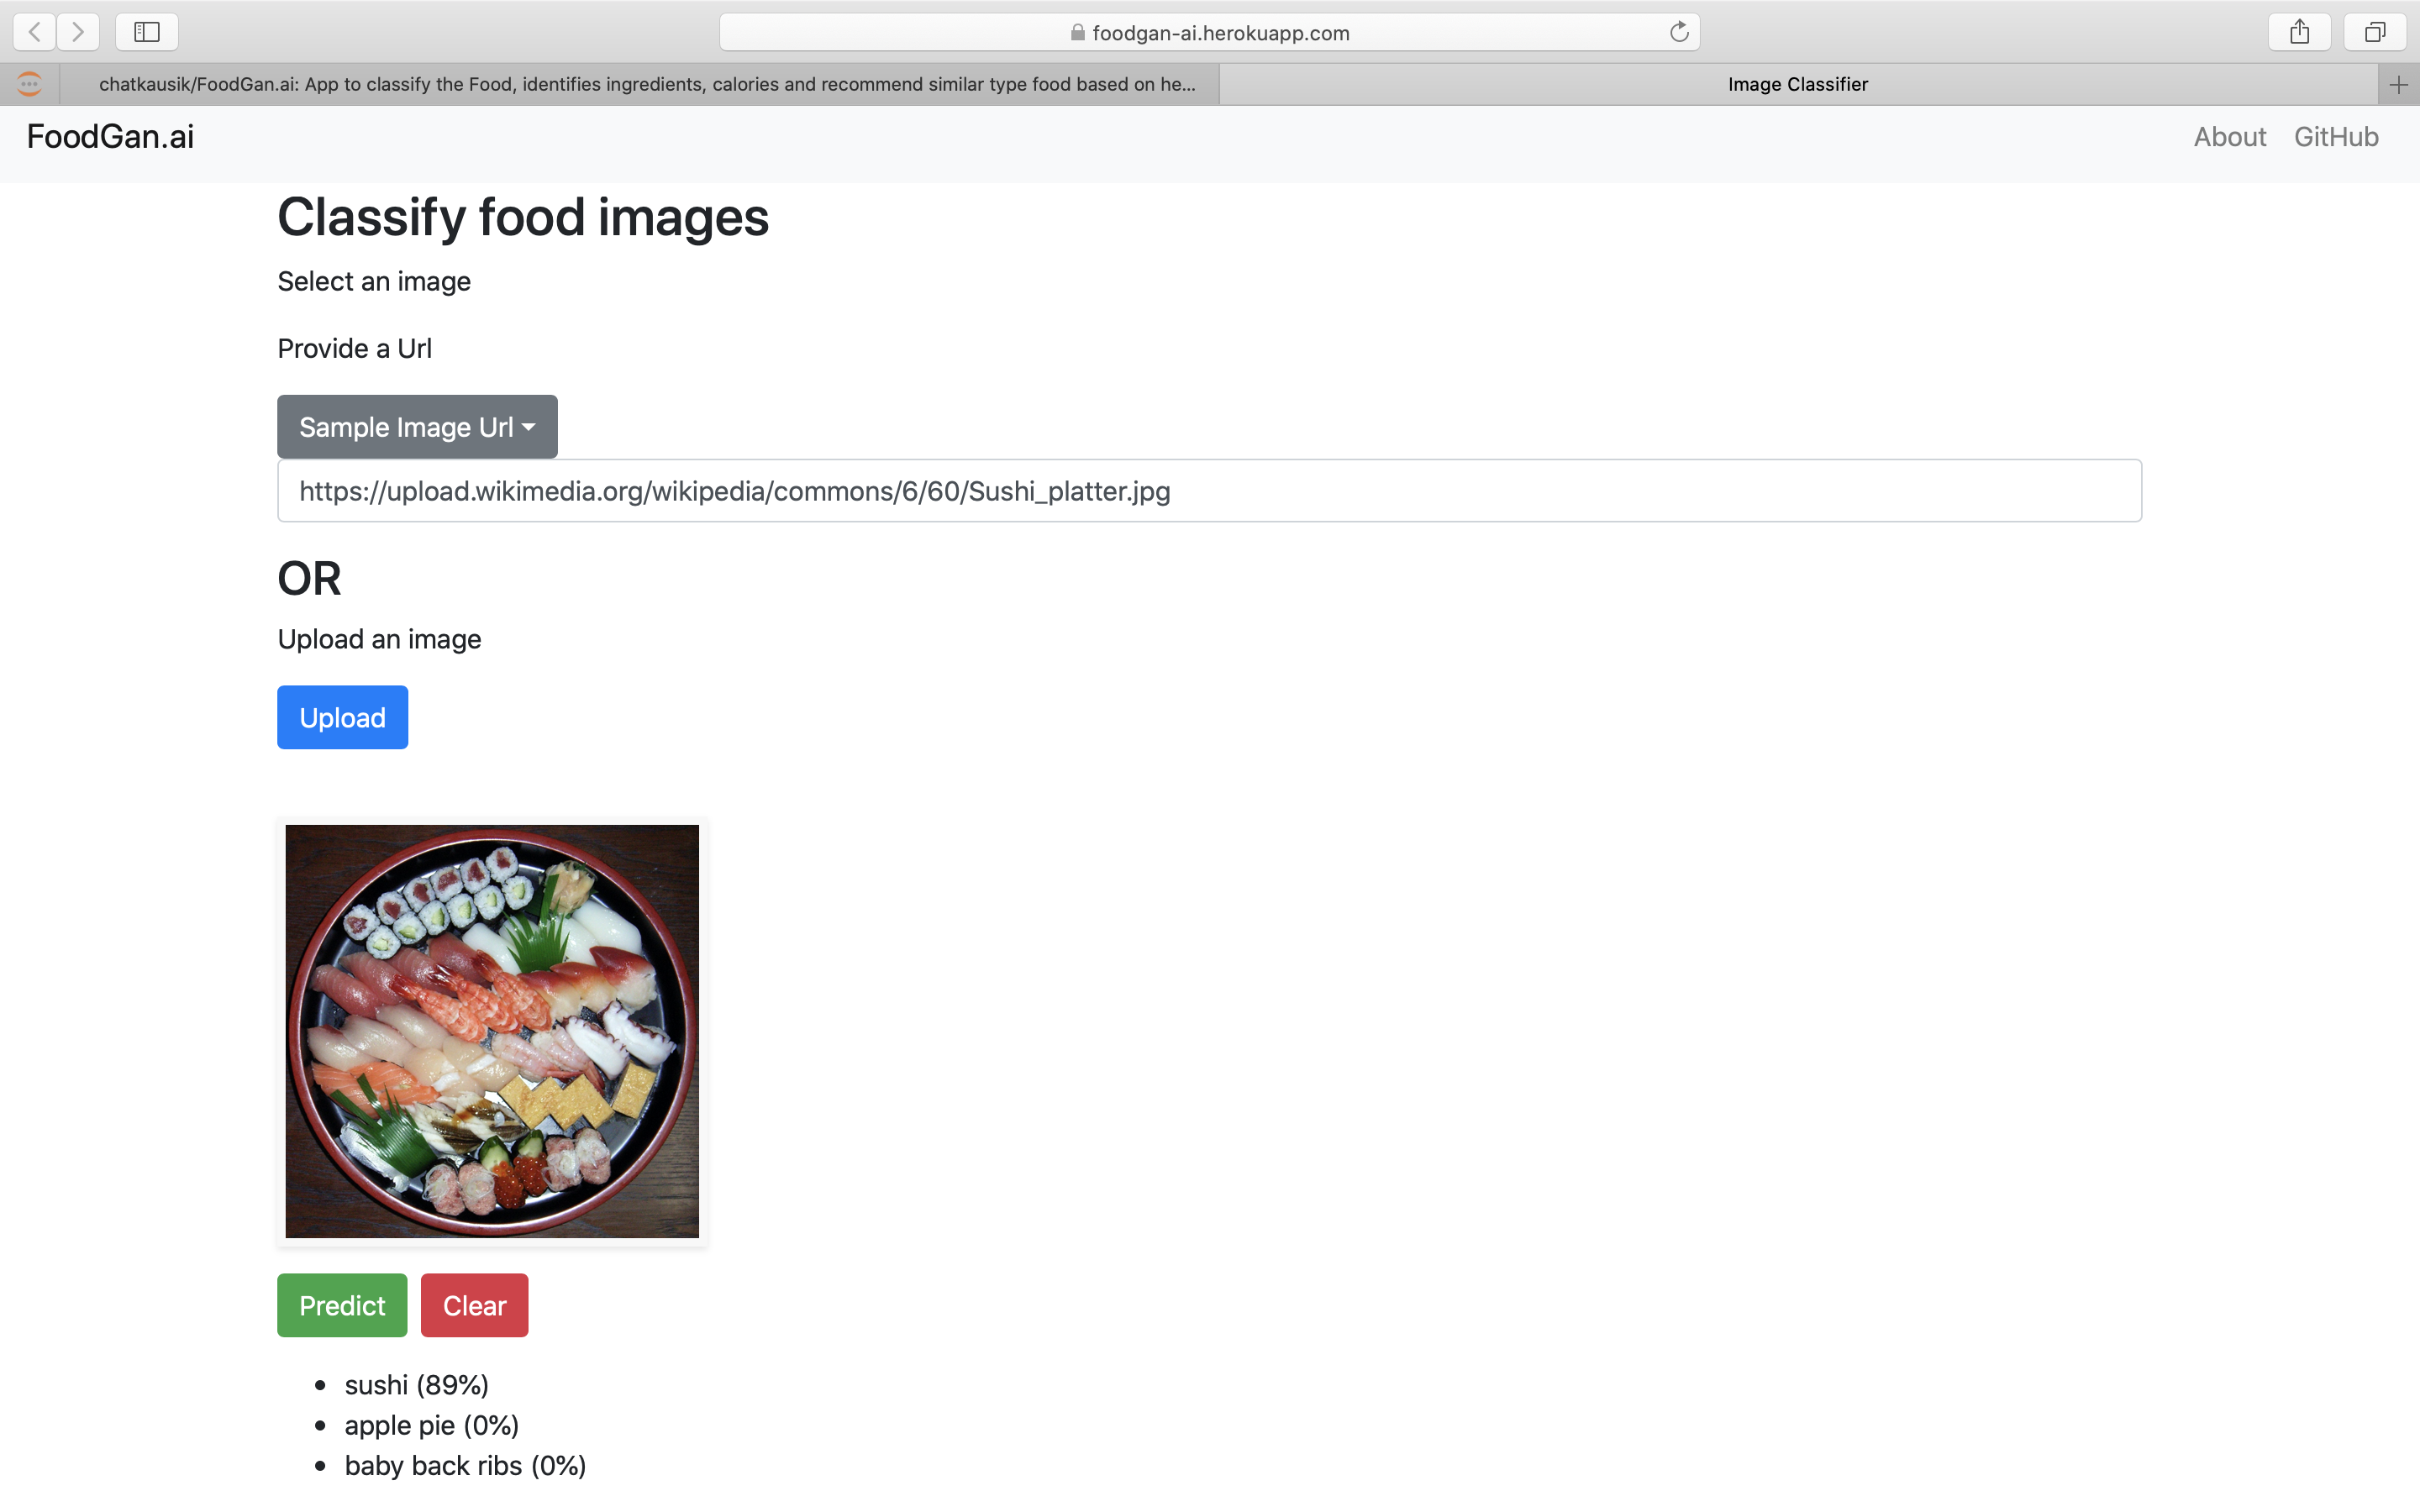 foodgan-ai.herokuapp.com
chatkausik/FoodGan.ai: App to classify the Food, identifies ingredients, calories and recommend similar type food based on he...
Image Classifier
FoodGan.ai
About GitHub
Classify food images
Select an image
Provide a Url
Sample Image Url
https://upload.wikimedia.org/wikipedia/commons/6/60/Sushi_platter.jpg
OR
Upload an image
Upload
Predict Clear
• sushi (89%)
• apple pie (0%)
• baby back ribs (0%)